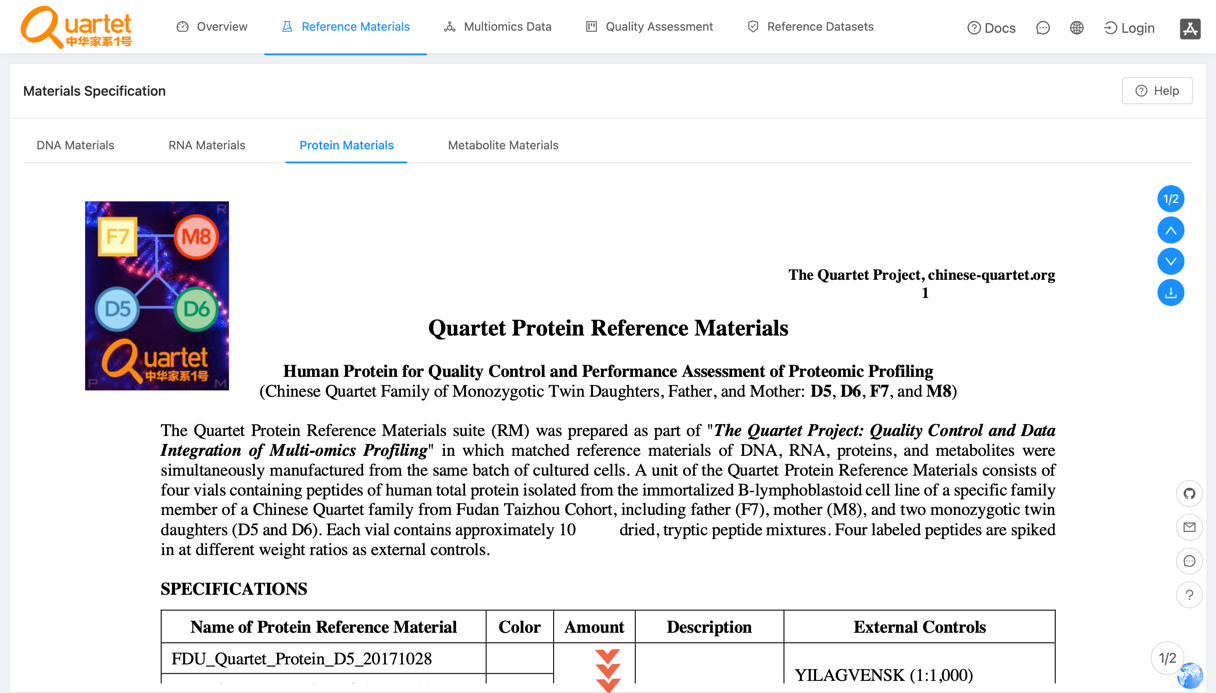 Quartet
中华家系1号
Overview
Reference Materials
Multiomics Data
Quality Assessment
Reference Datasets
Docs
Login
Materials Specification
Help
DNA Materials
RNA Materials
Protein Materials
Metabolite Materials
1/2
R
F7
M8
D5
D6
Quartet
中华家系1号
P
M
The Quartet Project, chinese-quartet.org
1
Quartet Protein Reference Materials
Human Protein for Quality Control and Performance Assessment of Proteomic Profiling
(Chinese Quartet Family of Monozygotic Twin Daughters, Father, and Mother: D5, D6, F7, and M8)
The Quartet Protein Reference Materials suite (RM) was prepared as part of "The Quartet Project: Quality Control and Data
Integration of Multi-omics Profiling" in which matched reference materials of DNA, RNA, proteins, and metabolites were
simultaneously manufactured from the same batch of cultured cells. A unit of the Quartet Protein Reference Materials consists of
four vials containing peptides of human total protein isolated from the immortalized B-lymphoblastoid cell line of a specific family
member of a Chinese Quartet family from Fudan Taizhou Cohort, including father (F7), mother (M8), and two monozygotic twin
daughters (D5 and D6). Each vial contains approximately 10 dried, tryptic peptide mixtures. Four labeled peptides are spiked
in at different weight ratios as external controls.
SPECIFICATIONS
Name of Protein Reference Material
Color
Amount
Description
External Controls
FDU_Quartet_Protein_D5_20171028
YILAGVENSK (1:1,000)
1/2